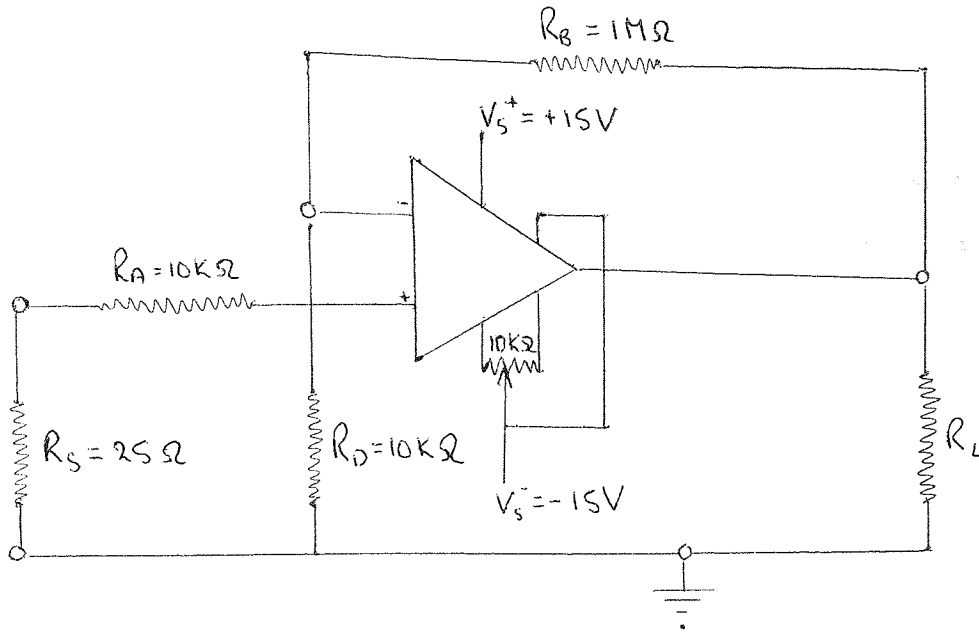 R_B = 1MΩ
V_S^+ = +15V
-
R_A = 10KΩ
+
10KΩ
R_S = 25Ω
R_D = 10KΩ
R_L
V_S^- = -15V